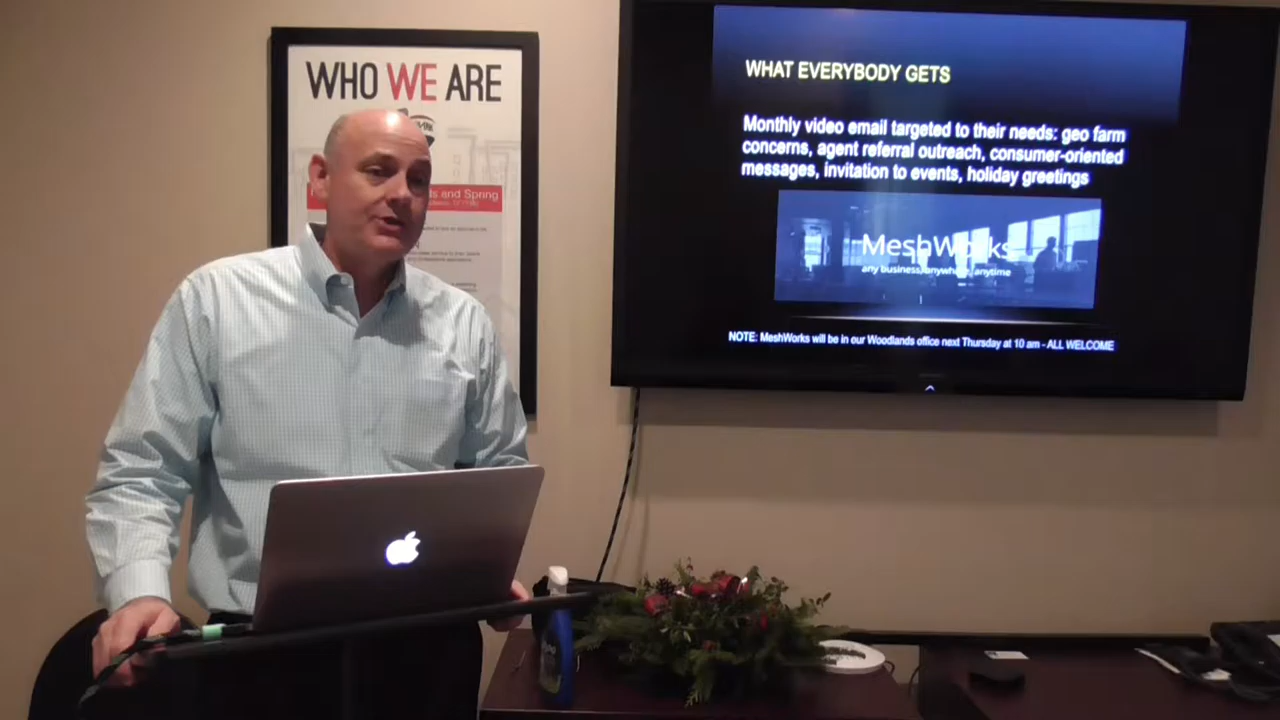 WHO WE ARE
ds and Spring
WHAT EVERYBODY GETS
Monthly video email targeted to their needs: geo farm
concerns, agent referral outreach, consumer-oriented
messages, invitation to events, holiday greetings
MeshWorks
any business, anywhere, anytime
NOTE: MeshWorks will be in our Woodlands office next Thursday at 10 am - ALL WELCOME